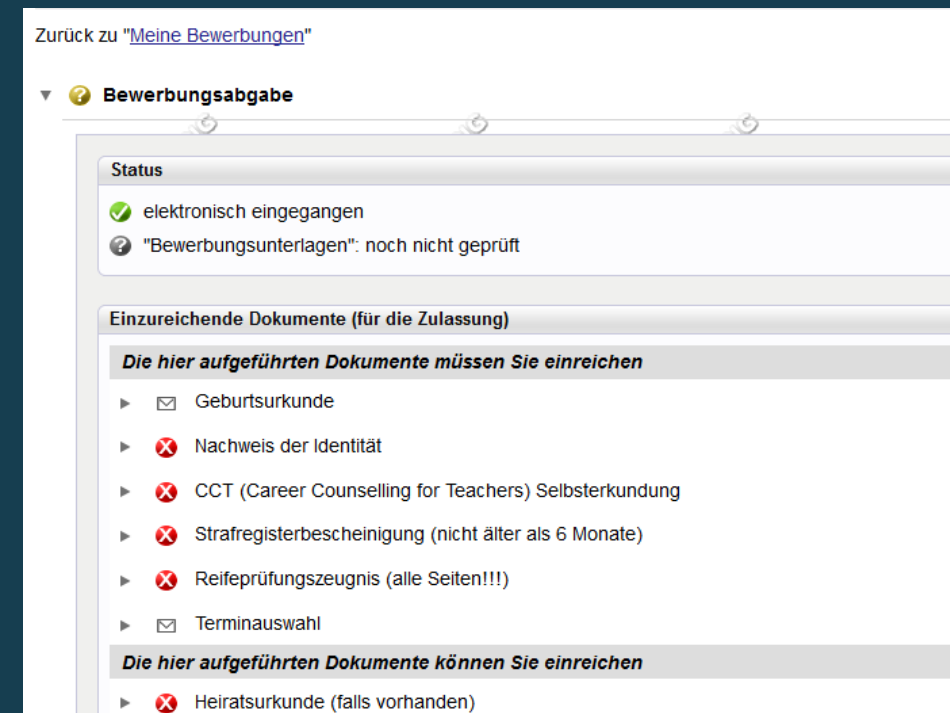 Zurück zu "Meine Bewerbungen"
Bewerbungsabgabe
Status
elektronisch eingegangen
"Bewerbungsunterlagen": noch nicht geprüft
Einzureichende Dokumente (für die Zulassung)
Die hier aufgeführten Dokumente müssen Sie einreichen
Geburtsurkunde
Nachweis der Identität
CCT (Career Counselling for Teachers) Selbsterkundung
Strafregisterbescheinigung (nicht älter als 6 Monate)
Reifeprüfungszeugnis (alle Seiten!!!)
Terminauswahl
Die hier aufgeführten Dokumente können Sie einreichen
Heiratsurkunde (falls vorhanden)